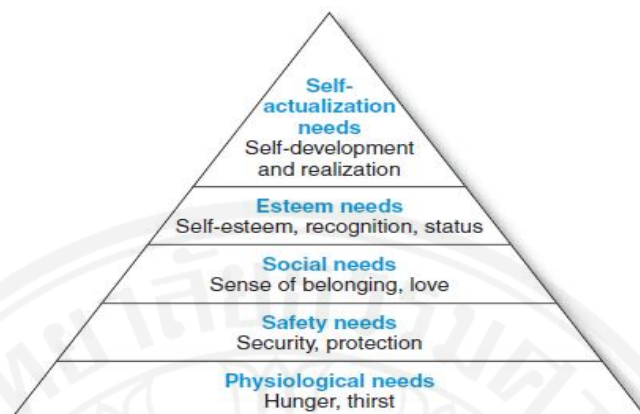 Self-
actualization
needs
Self-development
and realization
Esteem needs
Self-esteem, recognition, status
Social needs
Sense of belonging, love
Safety needs
Security, protection
Physiological needs
Hunger, thirst